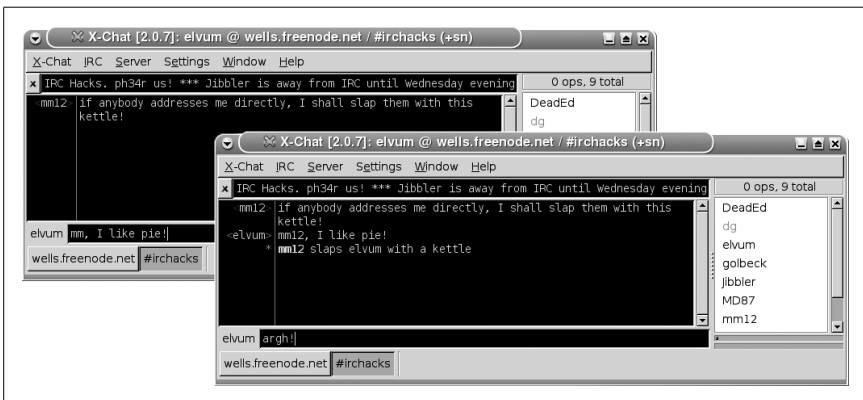 X-Chat [2.0.7]: elvum @ wells.freenode.net / #irchacks (+sn)
X-Chat IRC Server Settings Window Help
x IRC Hacks. ph34r us! *** Jibbler is away from IRC until Wednesday evening 0 ops, 9 total
<mm12> if anybody addresses me directly, I shall slap them with this
kettle!
DeadEd
dg
elvum mm, I like pie!
wells.freenode.net #irchacks
X-Chat [2.0.7]: elvum @ wells.freenode.net / #irchacks (+sn)
X-Chat IRC Server Settings Window Help
x IRC Hacks. ph34r us! *** Jibbler is away from IRC until Wednesday evening 0 ops, 9 total
<mm12> if anybody addresses me directly, I shall slap them with this
kettle!
<elvum> mm12, I like pie!
* mm12 slaps elvum with a kettle
DeadEd
dg
elvum
golbeck
Jibbler
MD87
mm12
elvum argh!
wells.freenode.net #irchacks